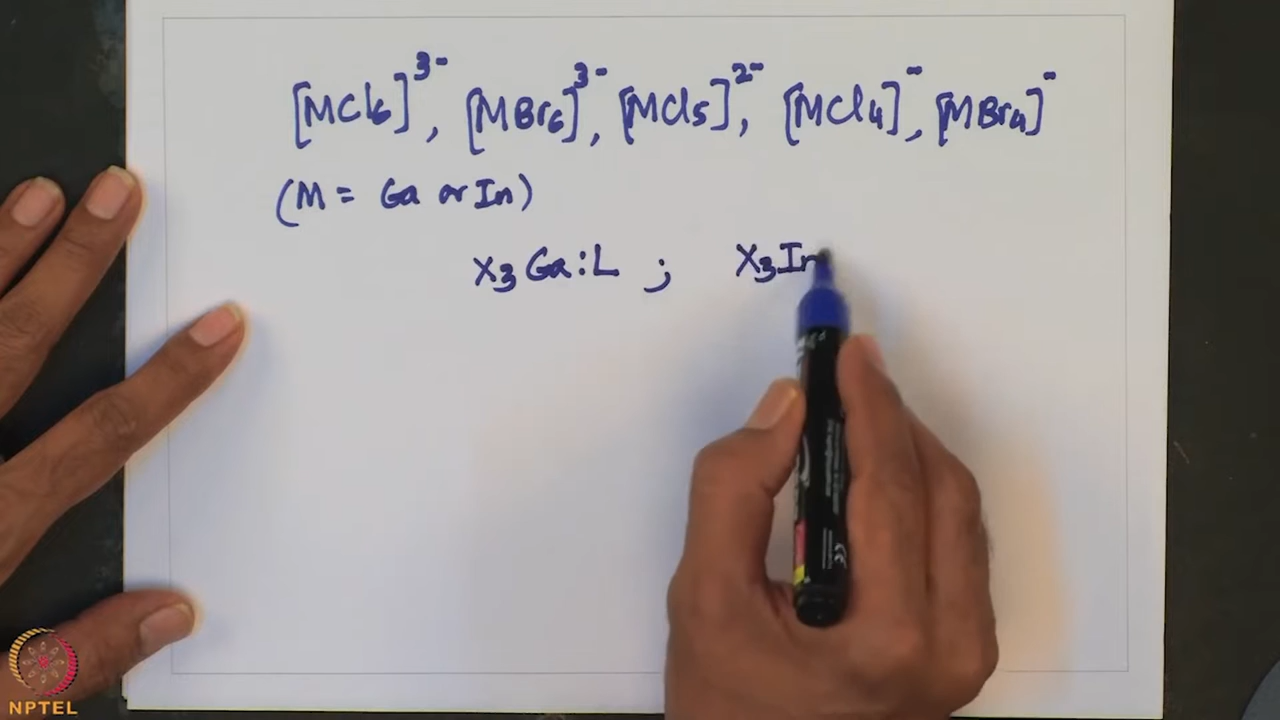 [MCl6]3-, [MBr6]3-, [MCl5]2-, [MCl4]-, [MBr4]-
(M = Ga or In)
X3Ga:L ; X3In
NPTEL